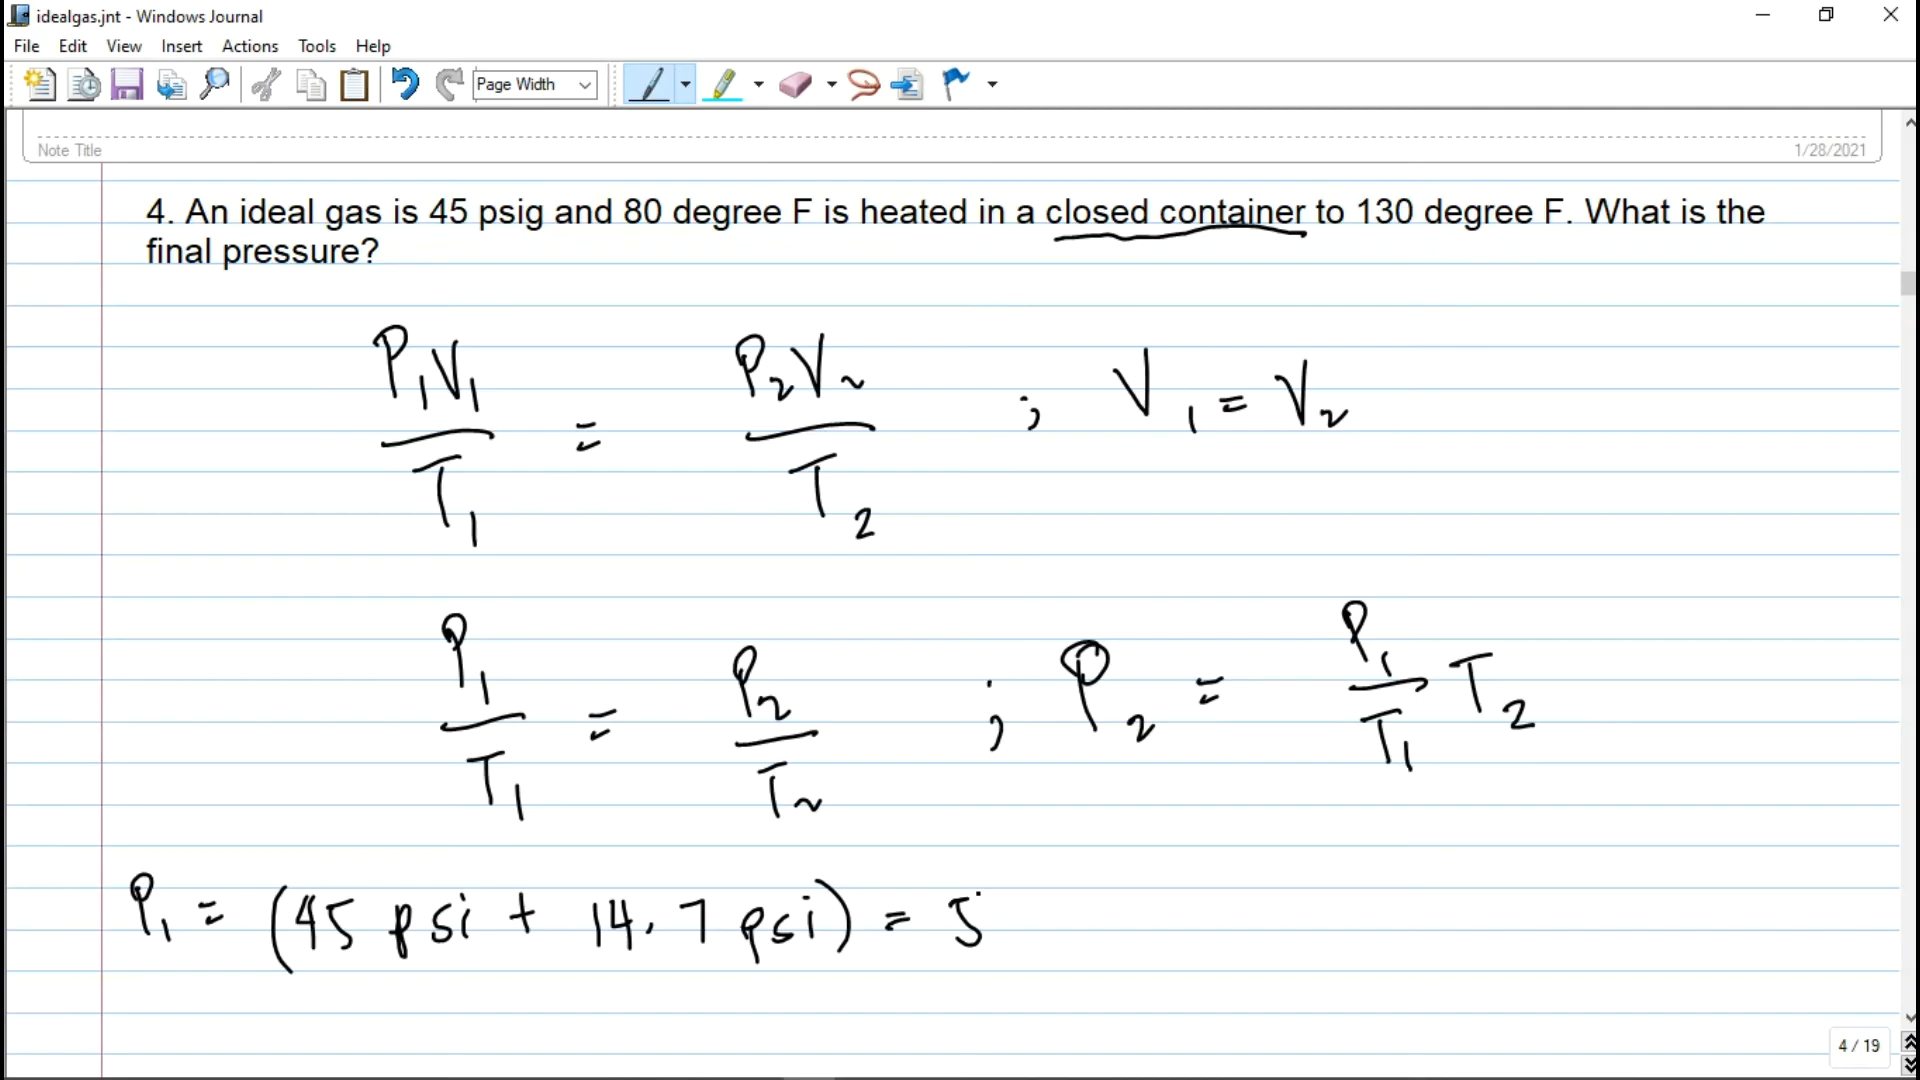 idealgas.jnt - Windows Journal
File Edit View Insert Actions Tools Help
Page Width
Note Title
1/28/2021
4. An ideal gas is 45 psig and 80 degree F is heated in a closed container to 130 degree F. What is the
final pressure?
P₁V₁ / T₁ = P₂V₂ / T₂ ; V₁ = V₂
P₁ / T₁ = P₂ / T₂ ; P₂ = P₁ / T₁ T₂
P₁ = (45 psi + 14.7 psi) = 5
4 / 19